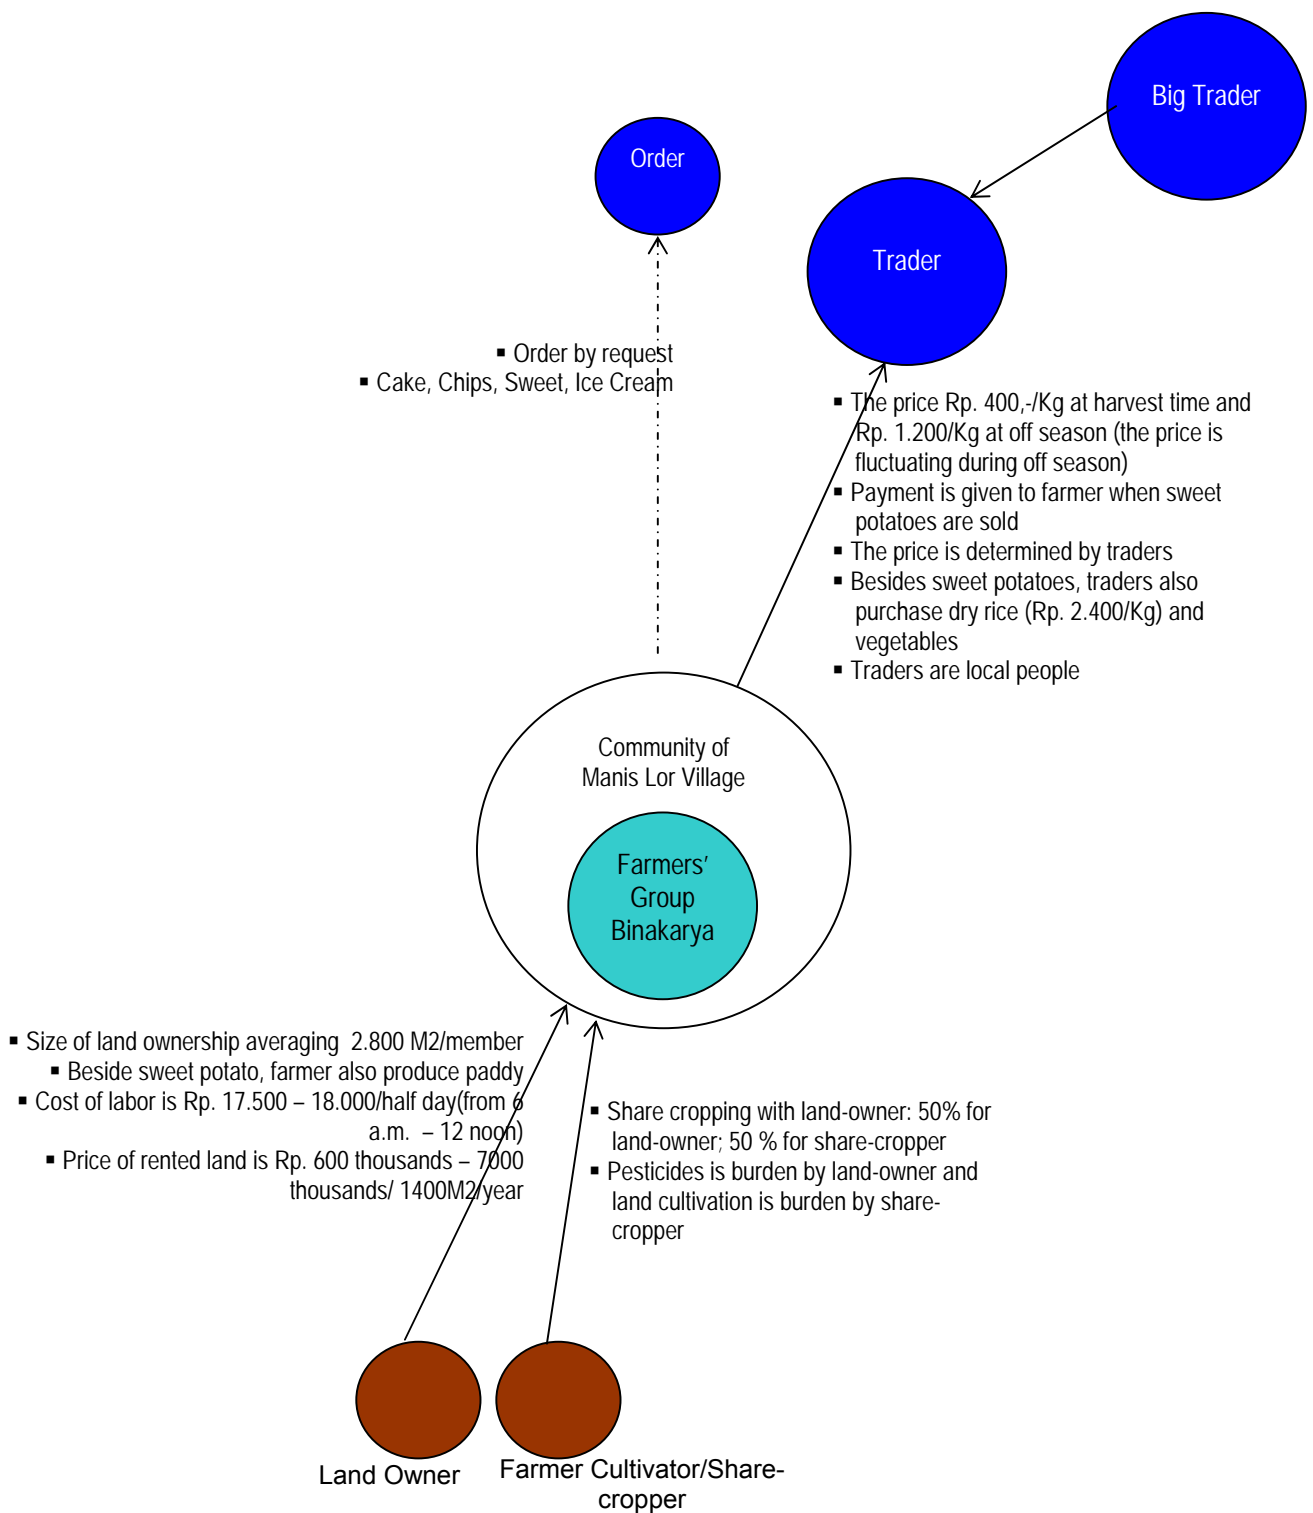 Big Trader
Order
Trader
▪ Order by request
▪ Cake, Chips, Sweet, Ice Cream
▪ The price Rp. 400,-/Kg at harvest time and
Rp. 1.200/Kg at off season (the price is
fluctuating during off season)
▪ Payment is given to farmer when sweet
potatoes are sold
▪ The price is determined by traders
▪ Besides sweet potatoes, traders also
purchase dry rice (Rp. 2.400/Kg) and
vegetables
▪ Traders are local people
Community of
Manis Lor Village
Farmers’
Group
Binakarya
▪ Size of land ownership averaging 2.800 M2/member
▪ Beside sweet potato, farmer also produce paddy
▪ Cost of labor is Rp. 17.500 – 18.000/half day(from 6
a.m. – 12 noon)
▪ Price of rented land is Rp. 600 thousands – 7000
thousands/ 1400M2/year
▪ Share cropping with land-owner: 50% for
land-owner; 50 % for share-cropper
▪ Pesticides is burden by land-owner and
land cultivation is burden by share-
cropper
Land Owner
Farmer Cultivator/Share-
cropper